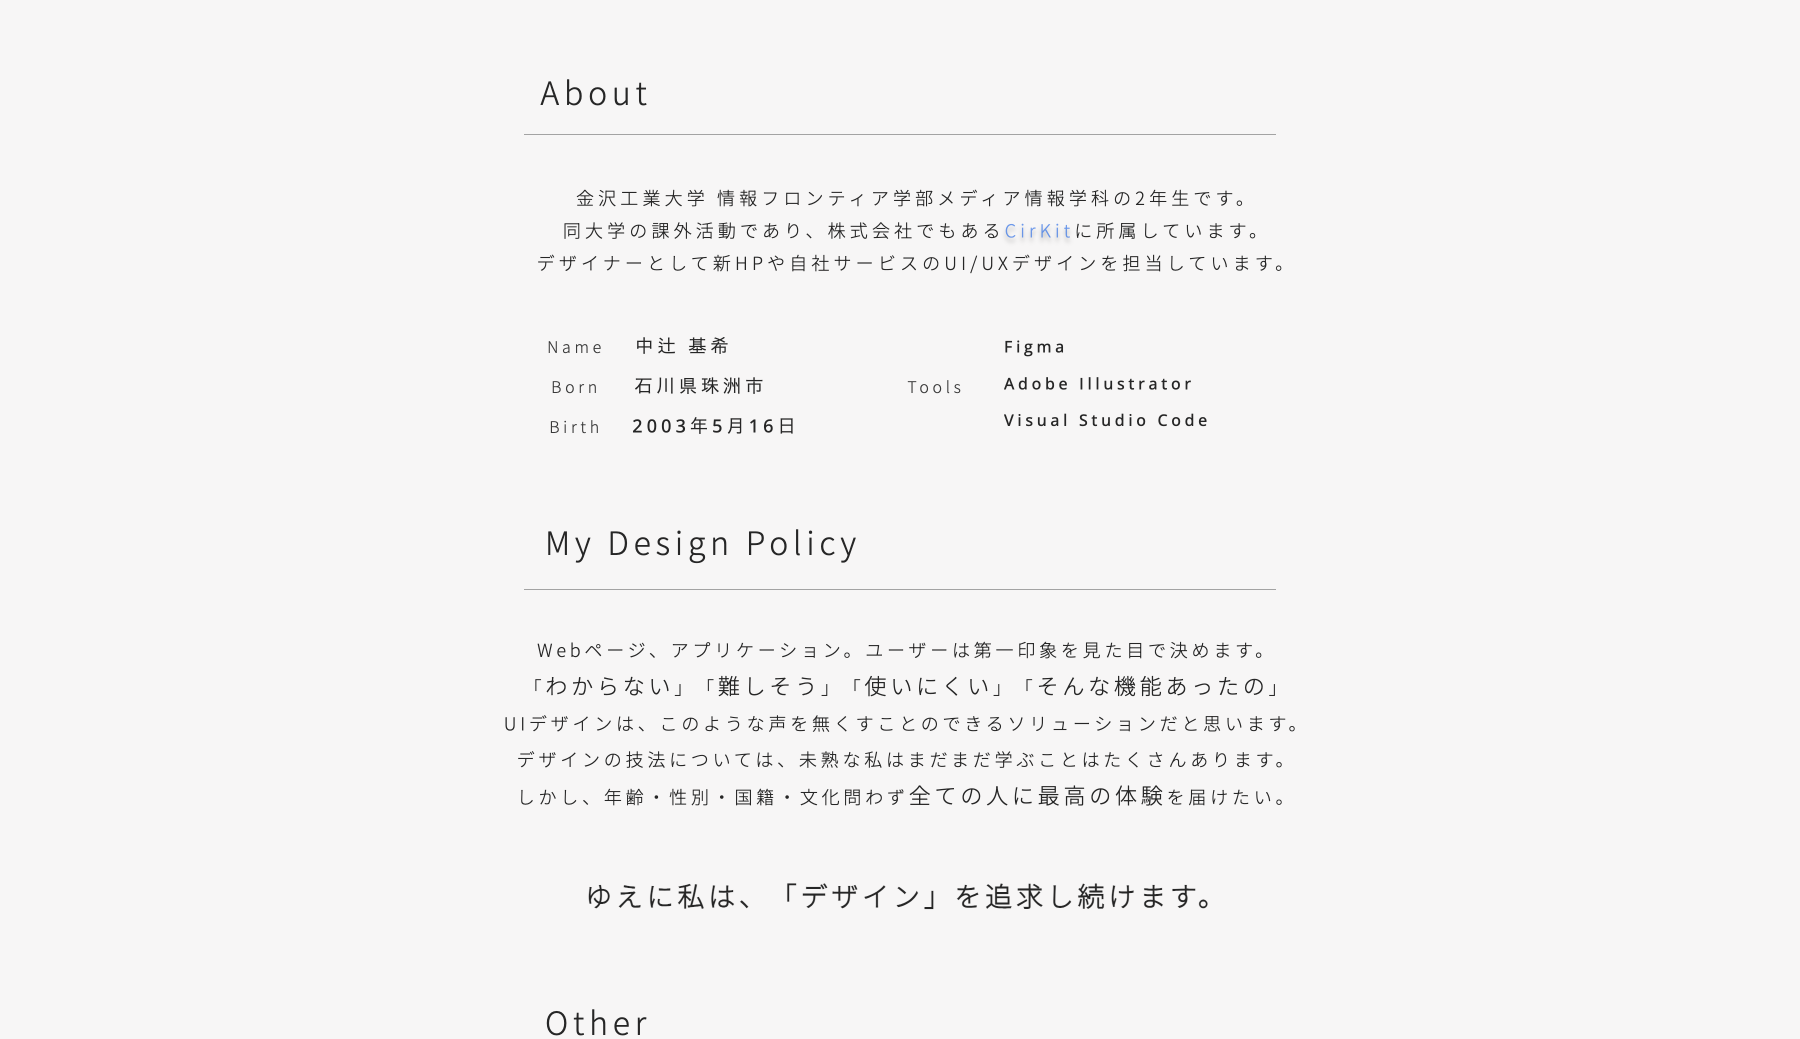 About
金沢工業大学 情報フロンティア学部メディア情報学科の2年生です。
同大学の課外活動であり、株式会社でもあるCirKitに所属しています。
デザイナーとして新HPや自社サービスのUI/UXデザインを担当しています。
Name 中辻 基希
Born 石川県珠洲市
Birth 2003年5月16日
Tools
Figma
Adobe Illustrator
Visual Studio Code
My Design Policy
Webページ、アプリケーション。ユーザーは第一印象を見た目で決めます。
「わからない」「難しそう」「使いにくい」「そんな機能あったの」
UIデザインは、このような声を無くすことのできるソリューションだと思います。
デザインの技法については、未熟な私はまだまだ学ぶことはたくさんあります。
しかし、年齢・性別・国籍・文化問わず全ての人に最高の体験を届けたい。
ゆえに私は、「デザイン」を追求し続けます。
Other